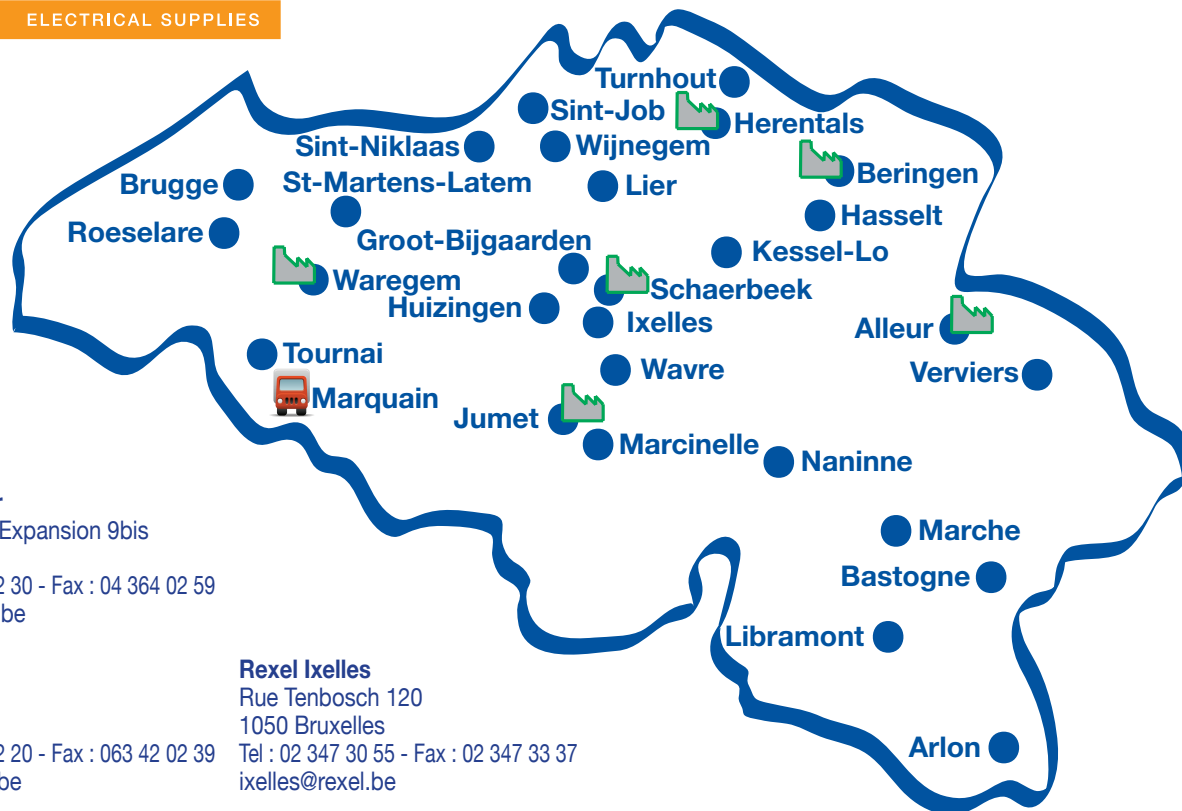 ELECTRICAL SUPPLIES
Turnhout
Sint-Job
Herentals
Sint-Niklaas
Wijnegem
Beringen
Brugge
St-Martens-Latem
Lier
Hasselt
Roeselare
Groot-Bijgaarden
Kessel-Lo
Waregem
Schaerbeek
Huizingen
Ixelles
Alleur
Tournai
Wavre
Verviers
Marquain
Jumet
Marcinelle
Naninne
Marche
Bastogne
Libramont
Arlon
Expansion 9bis
2 30 - Fax : 04 364 02 59
be
2 20 - Fax : 063 42 02 39
be
Rexel Ixelles
Rue Tenbosch 120
1050 Bruxelles
Tel : 02 347 30 55 - Fax : 02 347 33 37
ixelles@rexel.be